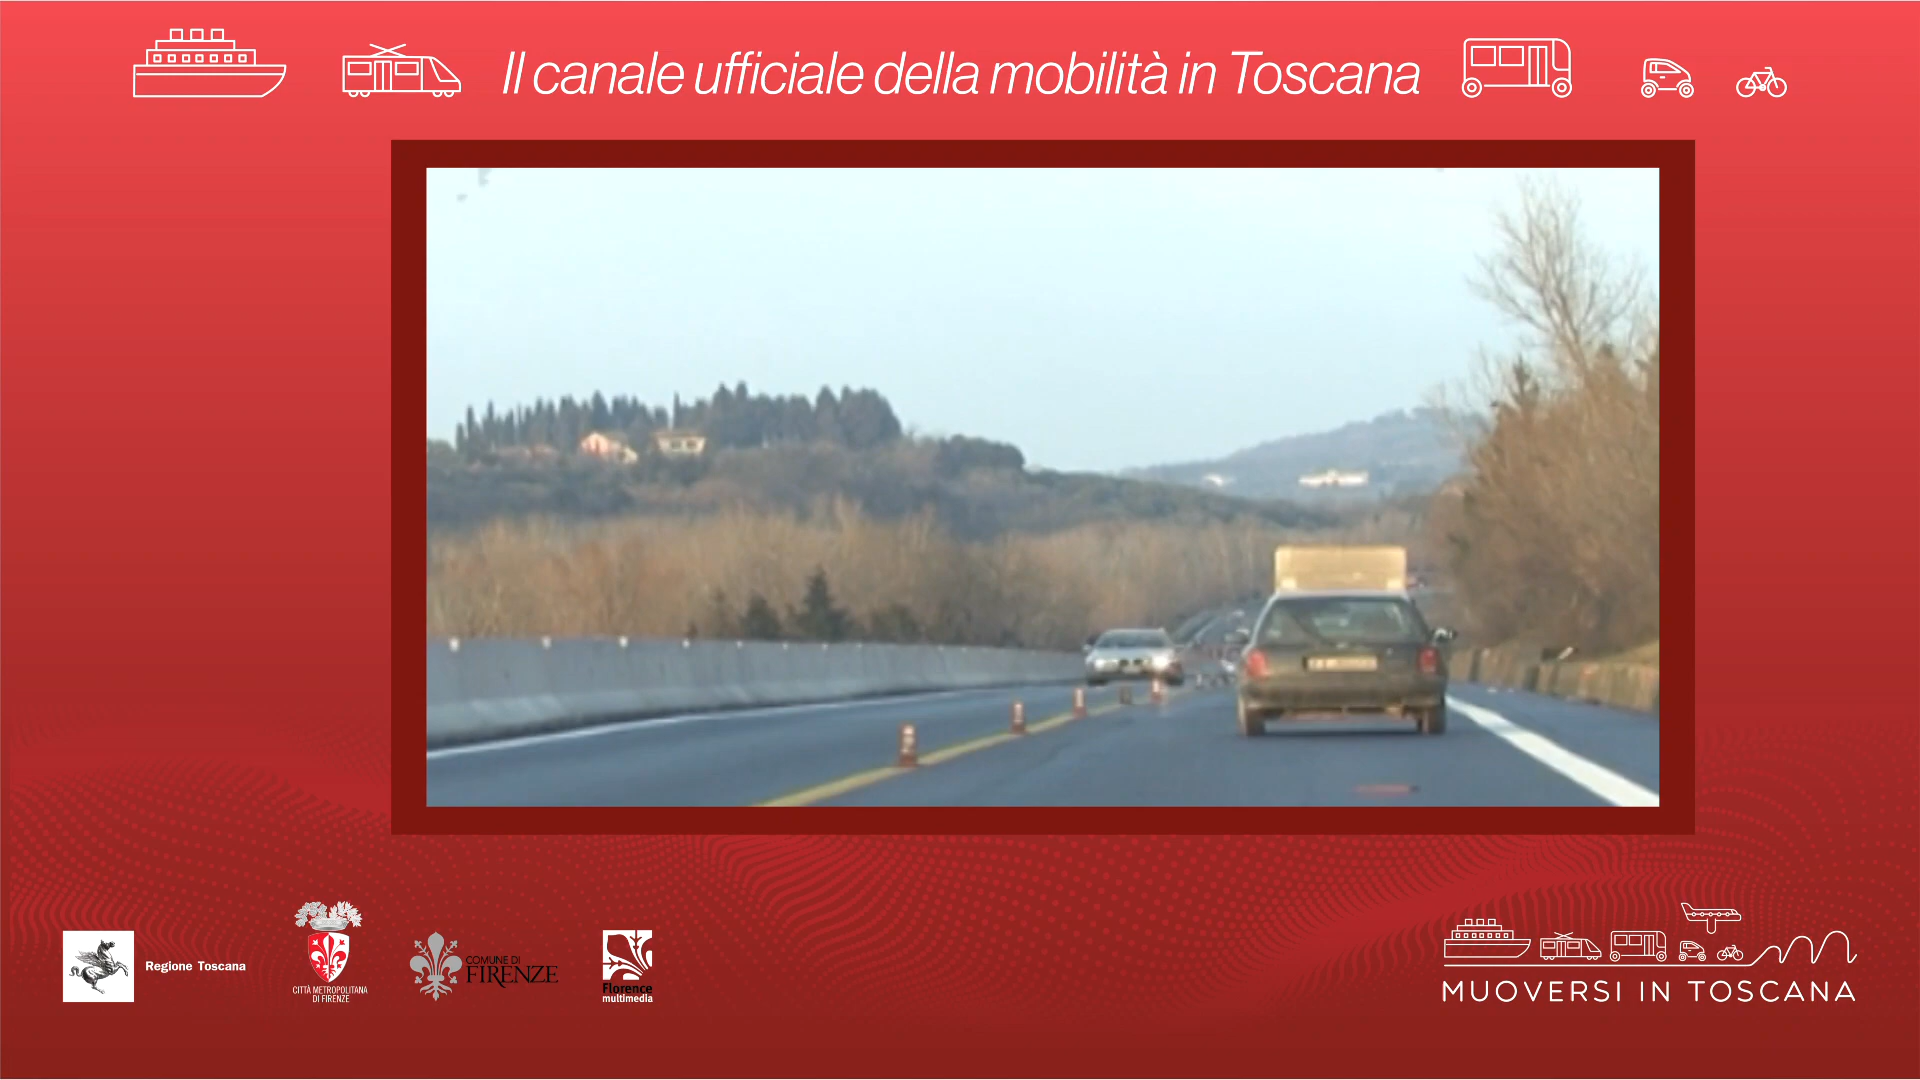 Il canale ufficiale della mobilità in Toscana
Regione Toscana
CITTÀ METROPOLITANA
DI FIRENZE
COMUNE DI
FIRENZE
Florence
multimedia
MUOVERSI IN TOSCANA